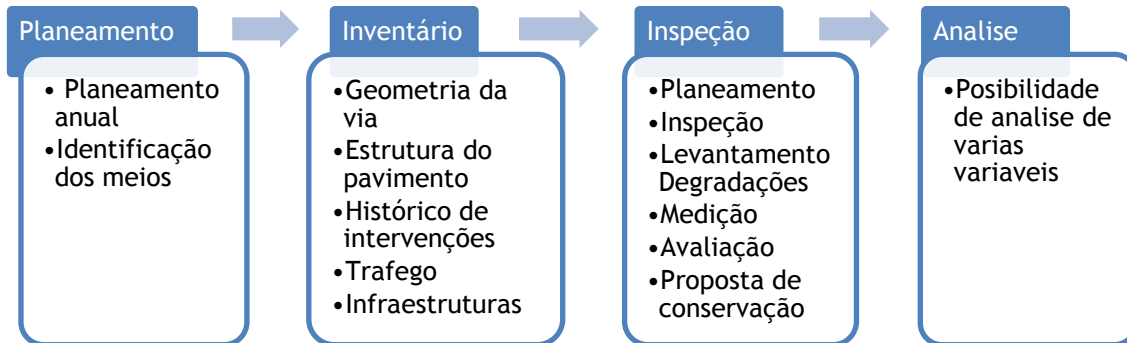 Planeamento
• Planeamento
anual
•Identificação
dos meios
Inventário
•Geometria da
via
•Estrutura do
pavimento
•Histórico de
intervenções
•Trafego
•Infraestruturas
Inspeção
•Planeamento
•Inspeção
•Levantamento
Degradações
•Medição
•Avaliação
•Proposta de
conservação
Analise
•Posibilidade
de analise de
varias
variaveis